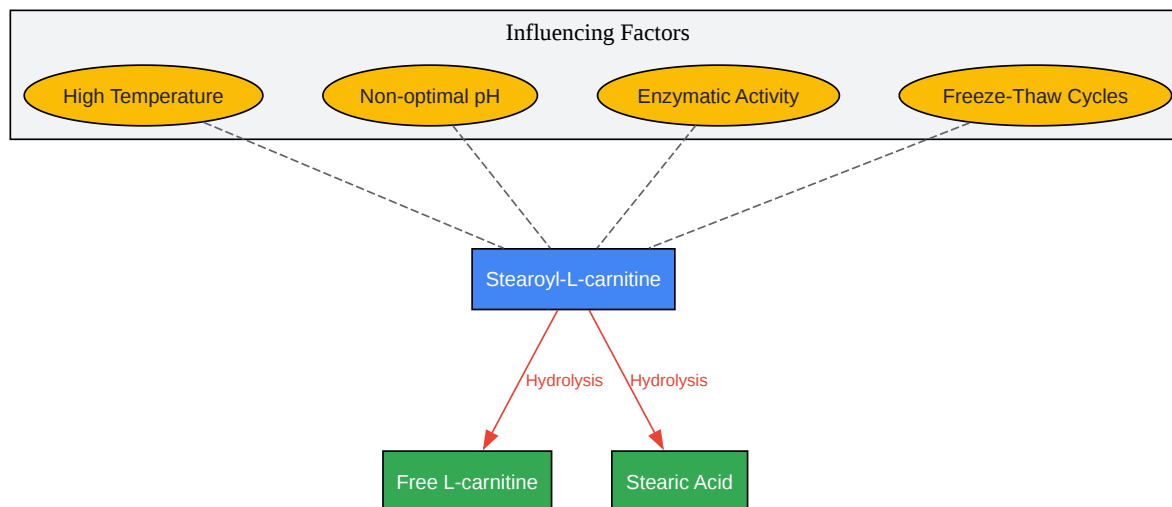 Influencing Factors
High Temperature
Non-optimal pH
Enzymatic Activity
Freeze-Thaw Cycles
Stearoyl-L-carnitine
Hydrolysis
Hydrolysis
Free L-carnitine
Stearic Acid